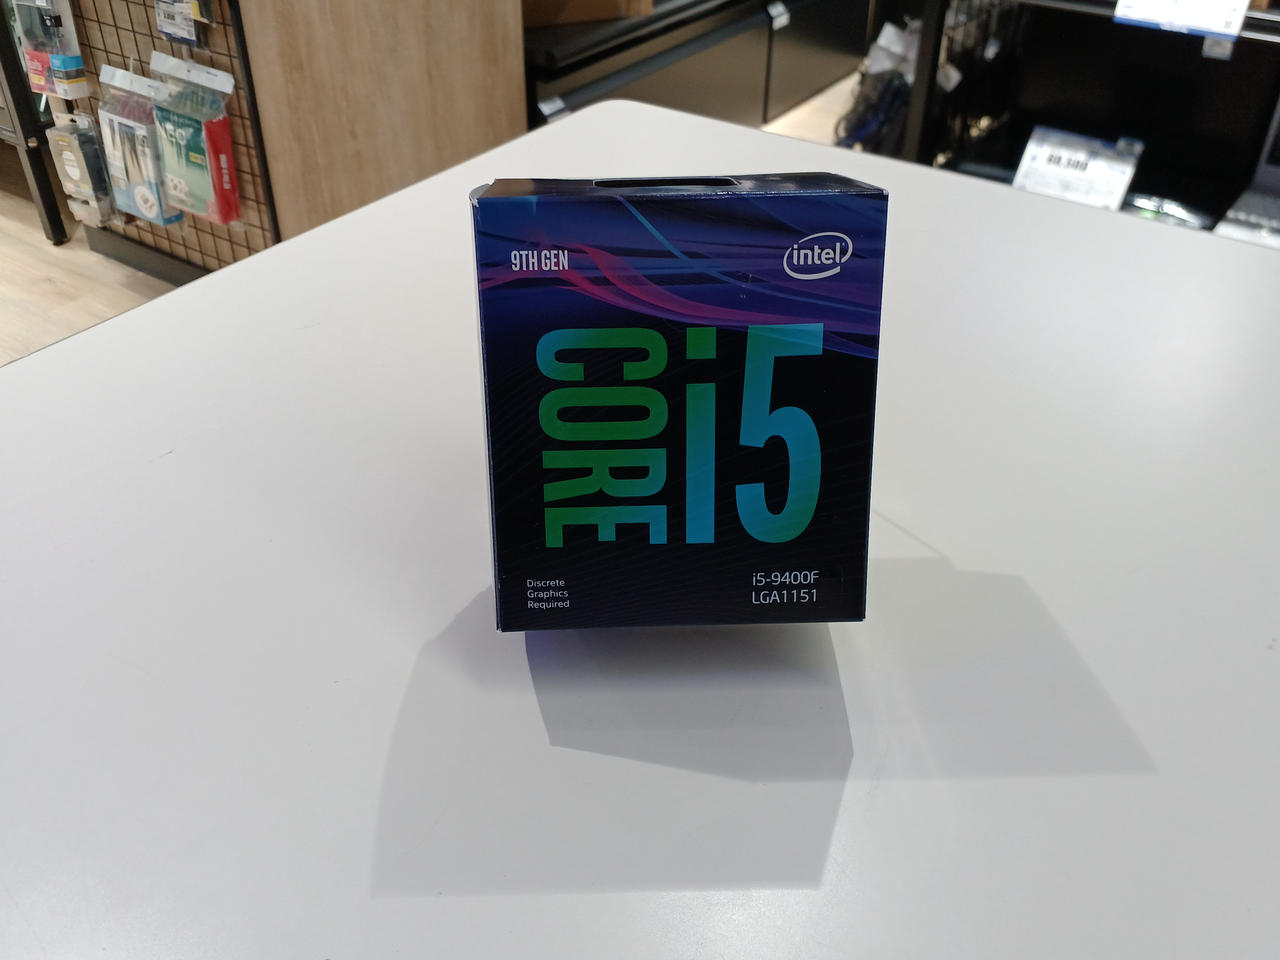 9TH GEN
intel
CORE i5
Discrete
Graphics
Required
i5-9400F
LGA1151